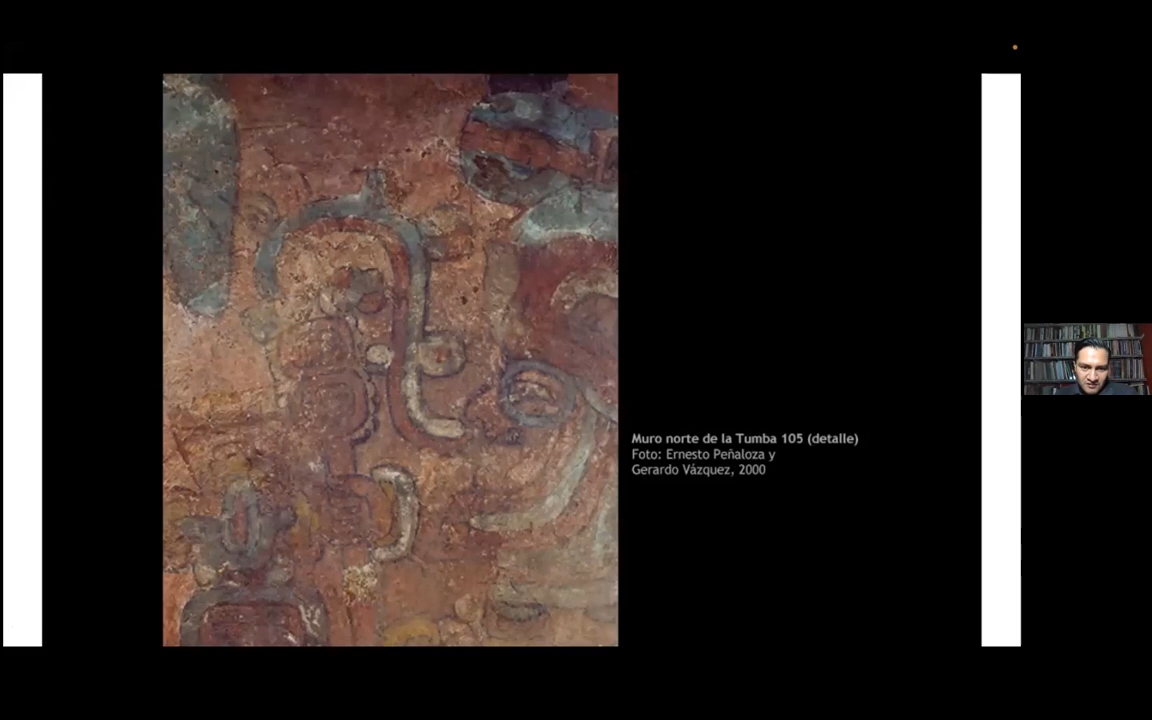 Muro norte de la Tumba 105 (detalle)
Foto: Ernesto Peñaloza y
Gerardo Vázquez, 2000